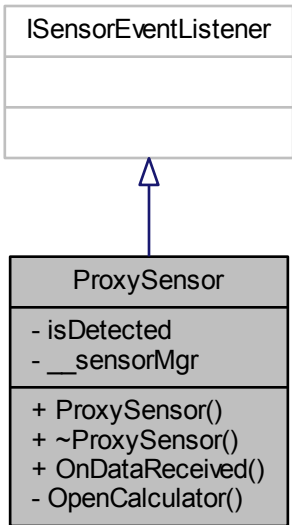 ISensorEventListener
ProxySensor
- isDetected
- __sensorMgr
+ ProxySensor()
+ ~ProxySensor()
+ OnDataReceived()
- OpenCalculator()